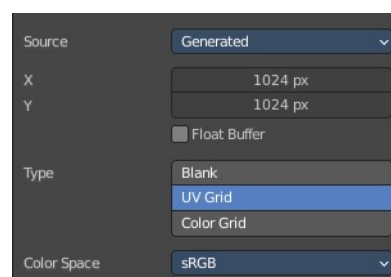 Source Generated
X 1024 px
Y 1024 px
Float Buffer
Type Blank
UV Grid
Color Grid
Color Space sRGB